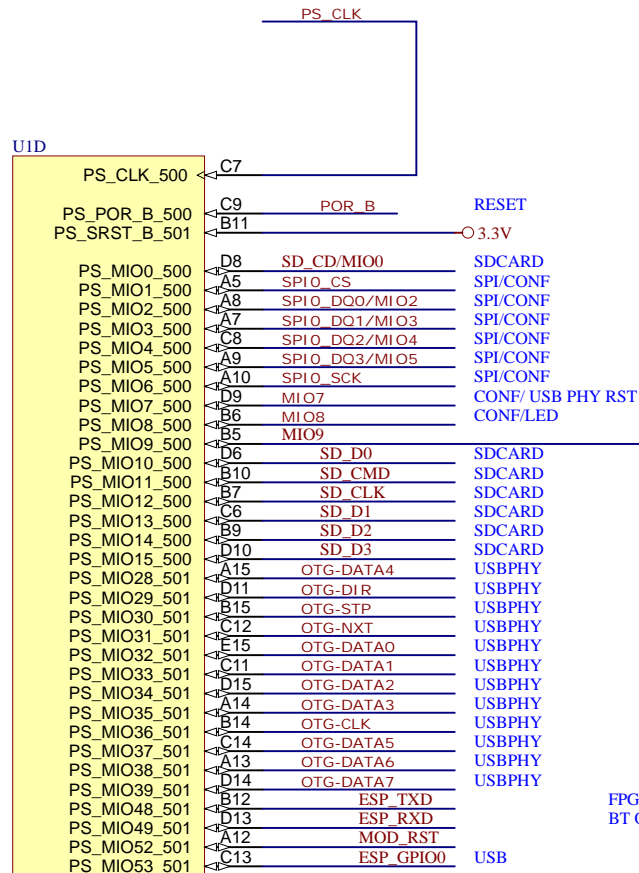 PS_CLK
U1D
PS_CLK_500 C7
PS_POR_B_500 C9 POR_B RESET
PS_SRST_B_501 B11 3.3V
PS_MIO0_500 D8 SD_CD/MIO0 SDCARD
PS_MIO1_500 A5 SPI0_CS SPI/CONF
PS_MIO2_500 A8 SPI0_DQ0/MIO2 SPI/CONF
PS_MIO3_500 A7 SPI0_DQ1/MIO3 SPI/CONF
PS_MIO4_500 C8 SPI0_DQ2/MIO4 SPI/CONF
PS_MIO5_500 A9 SPI0_DQ3/MIO5 SPI/CONF
PS_MIO6_500 A10 SPI0_SCK SPI/CONF
PS_MIO7_500 D9 MIO7 CONF/ USB PHY RST
PS_MIO8_500 B6 MIO8 CONF/LED
PS_MIO9_500 B5 MIO9
PS_MIO10_500 D6 SD_D0 SDCARD
PS_MIO11_500 B10 SD_CMD SDCARD
PS_MIO12_500 B7 SD_CLK SDCARD
PS_MIO13_500 C6 SD_D1 SDCARD
PS_MIO14_500 B9 SD_D2 SDCARD
PS_MIO15_500 D10 SD_D3 SDCARD
PS_MIO28_501 A15 OTG-DATA4 USBPHY
PS_MIO29_501 D11 OTG-DIR USBPHY
PS_MIO30_501 B15 OTG-STP USBPHY
PS_MIO31_501 C12 OTG-NXT USBPHY
PS_MIO32_501 E15 OTG-DATA0 USBPHY
PS_MIO33_501 C11 OTG-DATA1 USBPHY
PS_MIO34_501 D15 OTG-DATA2 USBPHY
PS_MIO35_501 A14 OTG-DATA3 USBPHY
PS_MIO36_501 B14 OTG-CLK USBPHY
PS_MIO37_501 C14 OTG-DATA5 USBPHY
PS_MIO38_501 A13 OTG-DATA6 USBPHY
PS_MIO39_501 D14 OTG-DATA7 USBPHY
PS_MIO48_501 B12 ESP_TXD FPG
PS_MIO49_501 D13 ESP_RXD BT
PS_MIO52_501 A12 MOD_RST
PS_MIO53_501 C13 ESP_GPIO0 USB